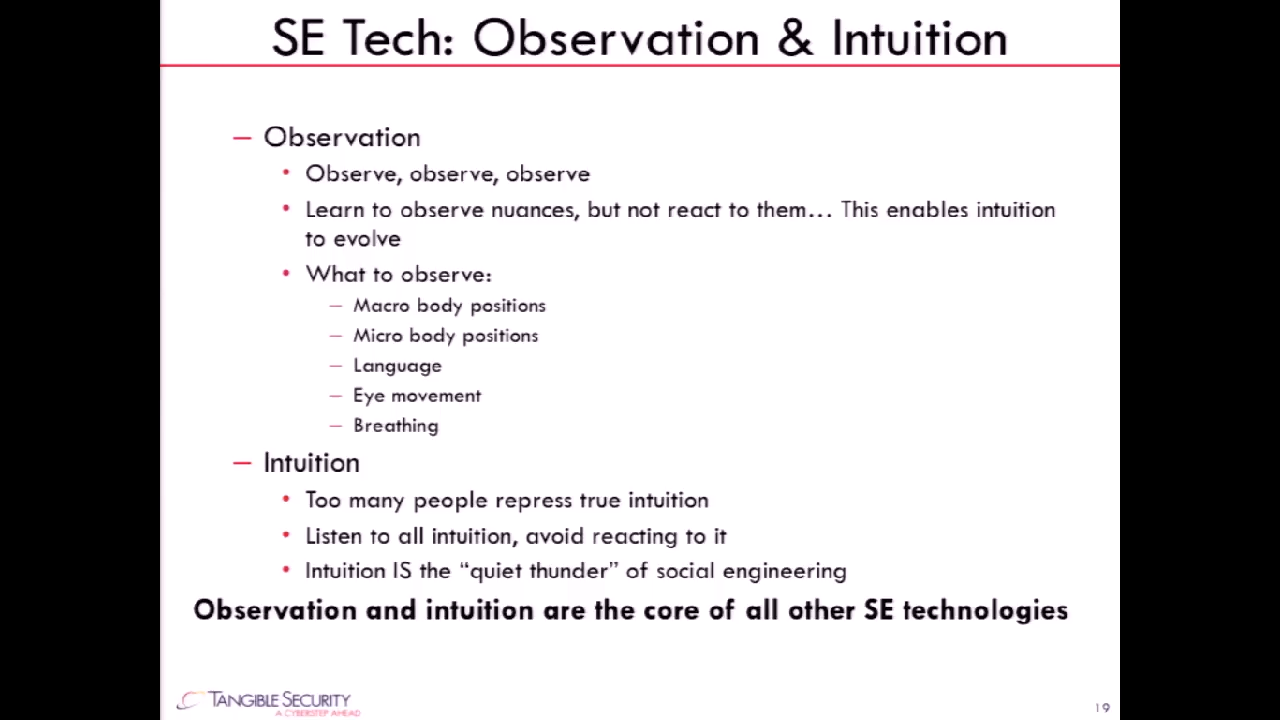 SE Tech: Observation & Intuition
– Observation
• Observe, observe, observe
• Learn to observe nuances, but not react to them… This enables intuition
to evolve
• What to observe:
– Macro body positions
– Micro body positions
– Language
– Eye movement
– Breathing
– Intuition
• Too many people repress true intuition
• Listen to all intuition, avoid reacting to it
• Intuition IS the “quiet thunder” of social engineering
Observation and intuition are the core of all other SE technologies
TANGIBLE SECURITY
A CYBERSTEP AHEAD
19